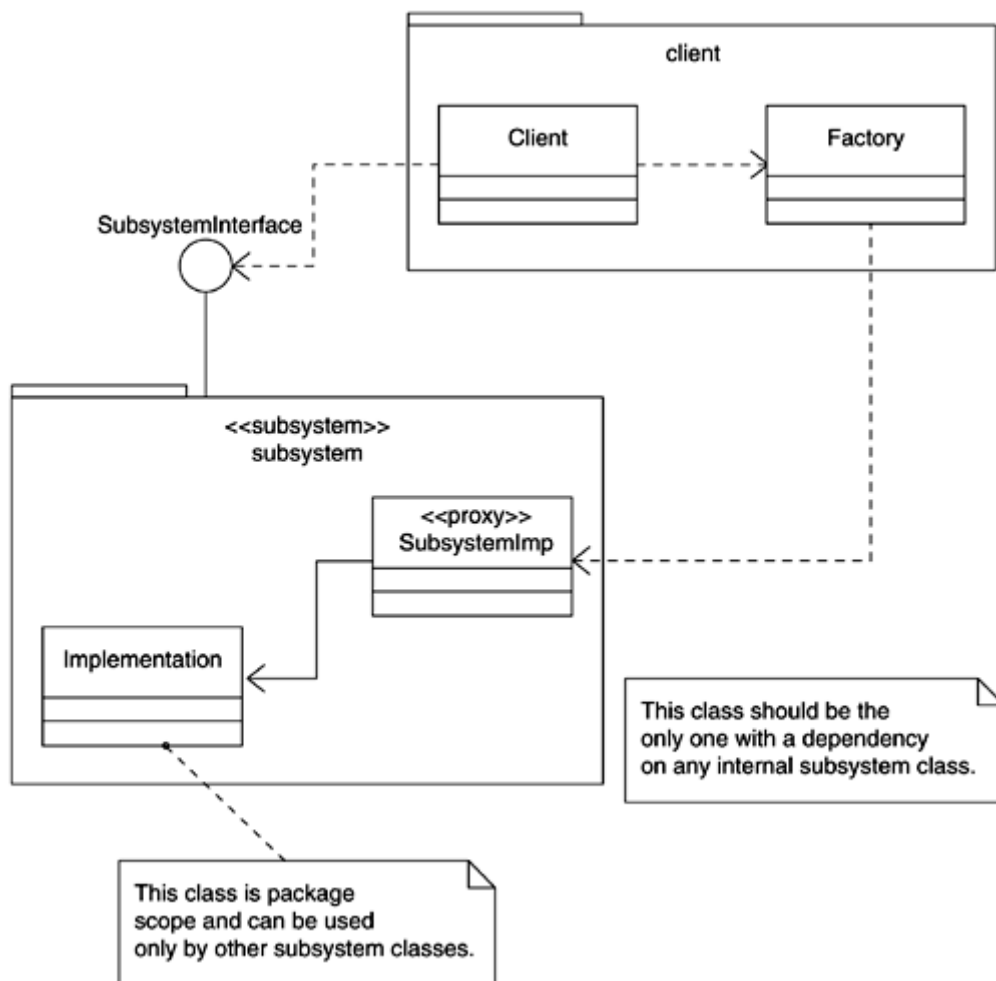 client
Client
Factory
SubsystemInterface
<<subsystem>>
subsystem
<<proxy>>
SubsystemImp
Implementation
This class should be the
only one with a dependency
on any internal subsystem class.
This class is package
scope and can be used
only by other subsystem classes.